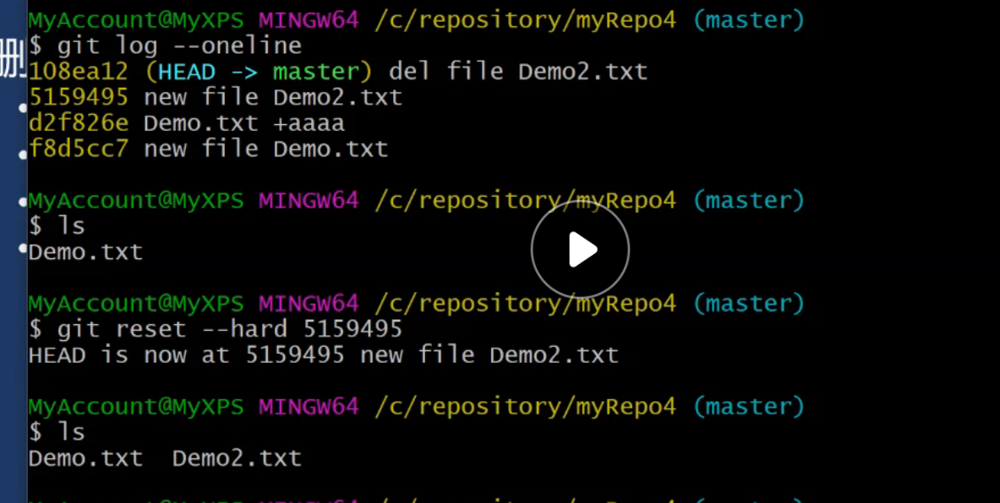 MyAccount@MyXPS MINGW64 /c/repository/myRepo4 (master)
$ git log --oneline
删
108ea12 (HEAD -> master) del file Demo2.txt
5159495 new file Demo2.txt
d2f826e Demo.txt +aaaa
f8d5cc7 new file Demo.txt
MyAccount@MyXPS MINGW64 /c/repository/myRepo4 (master)
$ ls
Demo.txt
MyAccount@MyXPS MINGW64 /c/repository/myRepo4 (master)
$ git reset --hard 5159495
HEAD is now at 5159495 new file Demo2.txt
MyAccount@MyXPS MINGW64 /c/repository/myRepo4 (master)
$ ls
Demo.txt  Demo2.txt